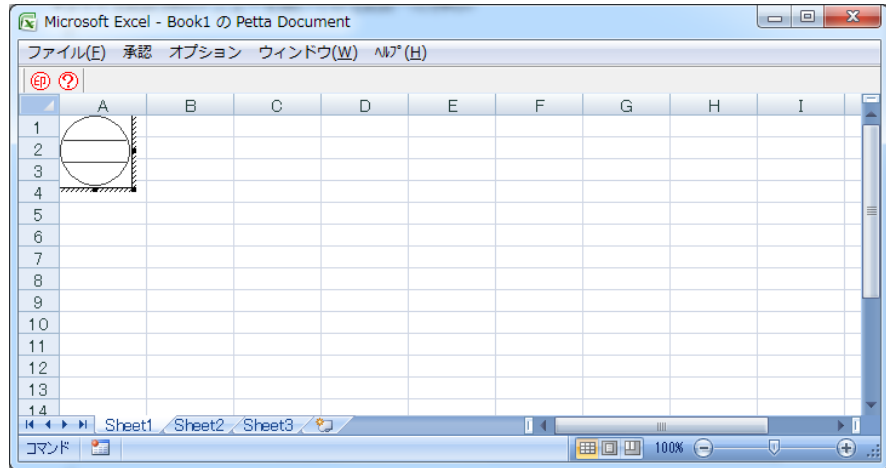 Microsoft Excel - Book1 の Petta Document
ファイル(F) 承認 オプション ウィンドウ(W) ﾍﾙﾌﾟ(H)
印 ?
A B C D E F G H I
1
2
3
4
5
6
7
8
9
10
11
12
13
14
Sheet1 Sheet2 Sheet3
コマンド 100%